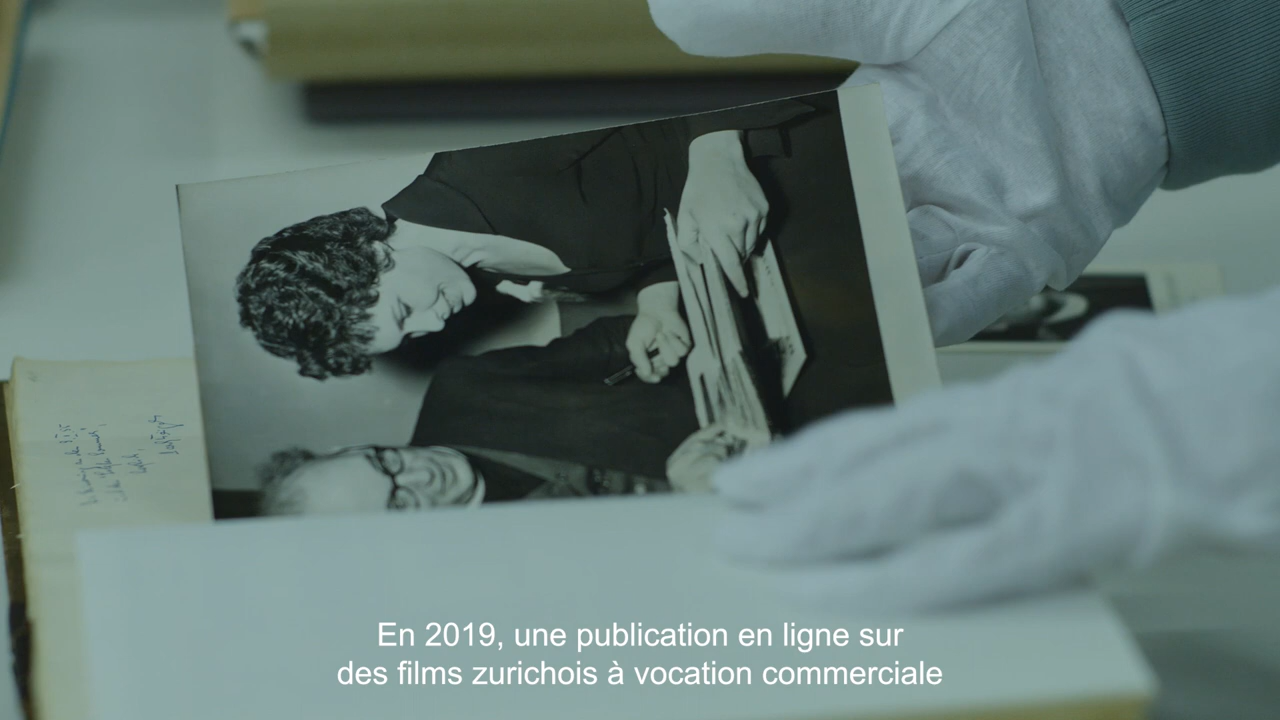 En 2019, une publication en ligne sur
des films zurichois à vocation commerciale